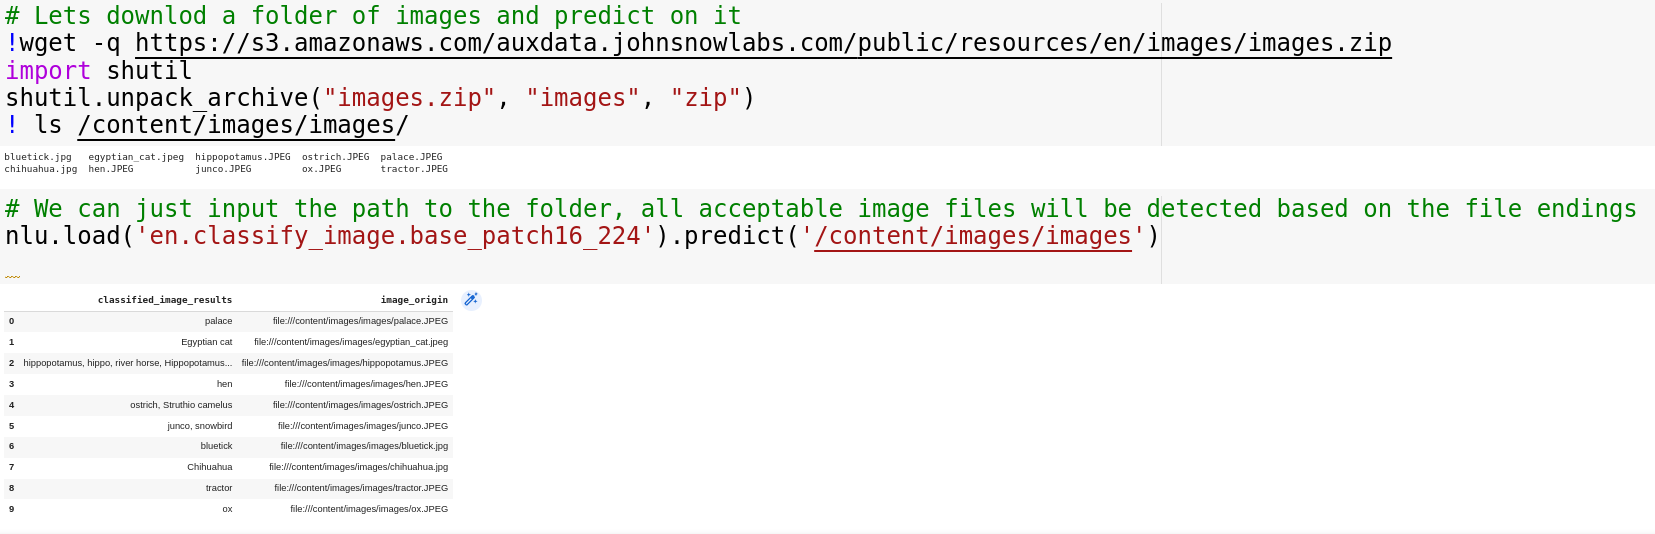 # Lets downlod a folder of images and predict on it
!wget -q https://s3.amazonaws.com/auxdata.johnsnowlabs.com/public/resources/en/images/images.zip
import shutil
shutil.unpack_archive("images.zip", "images", "zip")
! ls /content/images/images/
bluetick.jpg egyptian_cat.jpeg hippopotamus.JPEG ostrich.JPEG palace.JPEG
chihuahua.jpg hen.JPEG junco.JPEG ox.JPEG tractor.JPEG
# We can just input the path to the folder, all acceptable image files will be detected based on the file endings
nlu.load('en.classify_image.base_patch16_224').predict('/content/images/images')
classified_image_results image_origin
0 palace file:///content/images/images/palace.JPEG
1 Egyptian cat file:///content/images/images/egyptian_cat.jpeg
2 hippopotamus, hippo, river horse, Hippopotamus... file:///content/images/images/hippopotamus.JPEG
3 hen file:///content/images/images/hen.JPEG
4 ostrich, Struthio camelus file:///content/images/images/ostrich.JPEG
5 junco, snowbird file:///content/images/images/junco.JPEG
6 bluetick file:///content/images/images/bluetick.jpg
7 Chihuahua file:///content/images/images/chihuahua.jpg
8 tractor file:///content/images/images/tractor.JPEG
9 ox file:///content/images/images/ox.JPEG